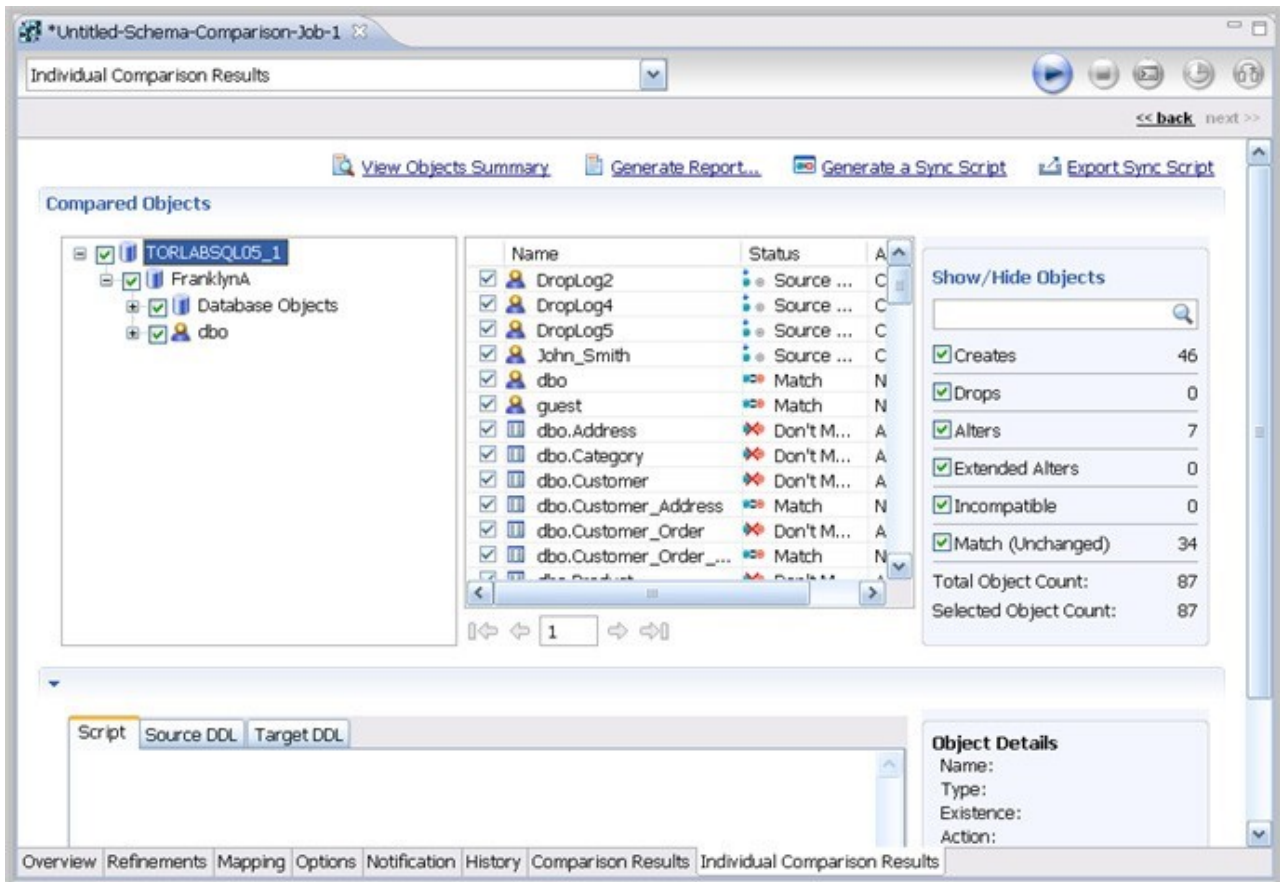 *Untitled-Schema-Comparison-Job-1
Individual Comparison Results
<< back next >>
View Objects Summary Generate Report... Generate a Sync Script Export Sync Script
Compared Objects
TORLABSQL05_1
FranklynA
Database Objects
dbo
Name Status A
DropLog2 Source ... C
DropLog4 Source ... C
DropLog5 Source ... C
John_Smith Source ... C
dbo Match N
guest Match N
dbo.Address Don't M... A
dbo.Category Don't M... A
dbo.Customer Don't M... A
dbo.Customer_Address Match N
dbo.Customer_Order Don't M... A
dbo.Customer_Order_... Match N
dbo.Product Don't M... A
1
Show/Hide Objects
Creates 46
Drops 0
Alters 7
Extended Alters 0
Incompatible 0
Match (Unchanged) 34
Total Object Count: 87
Selected Object Count: 87
Script Source DDL Target DDL
Object Details
Name:
Type:
Existence:
Action:
Overview Refinements Mapping Options Notification History Comparison Results Individual Comparison Results